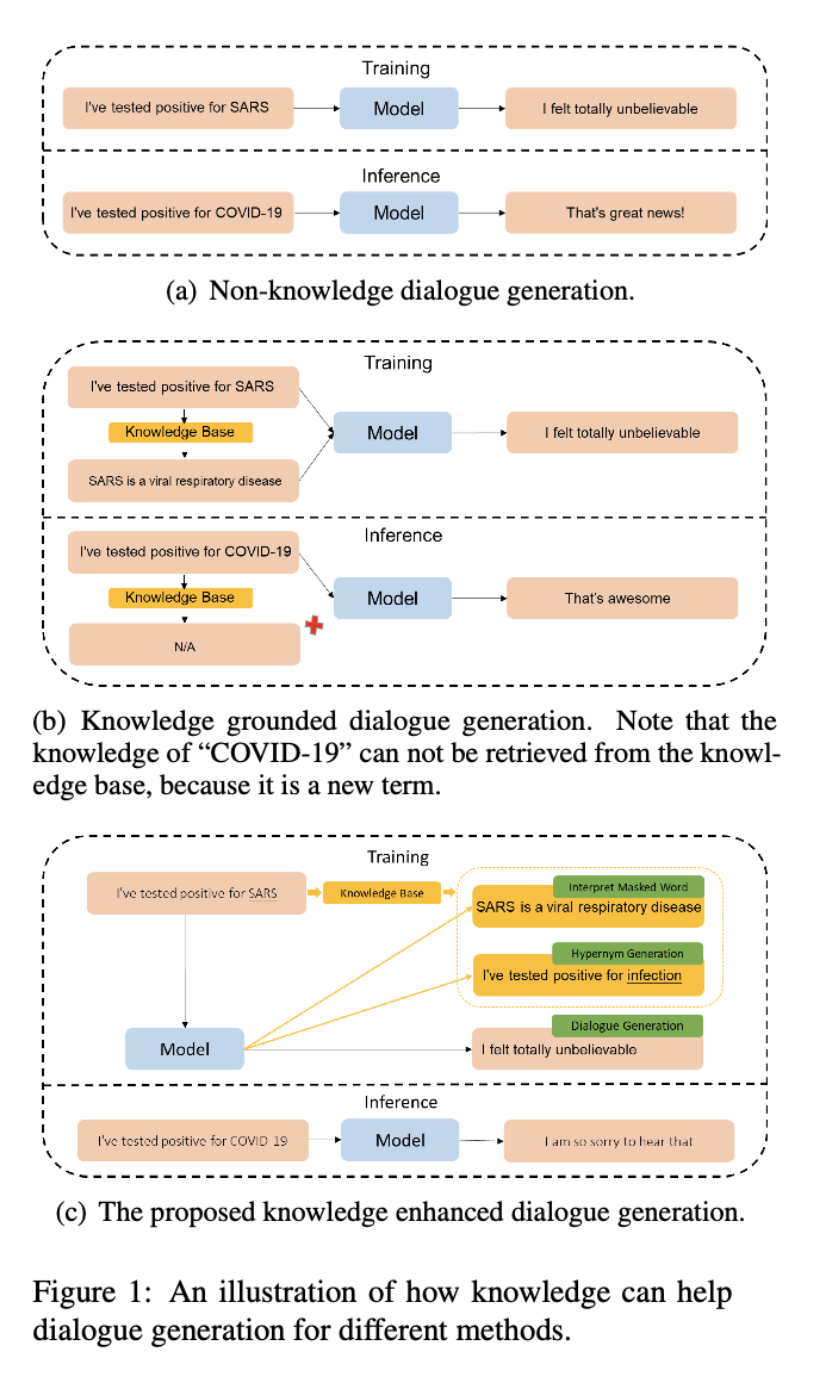 Training
I've tested positive for SARS
Model
I felt totally unbelievable
Inference
I've tested positive for COVID-19
Model
That's great news!
(a) Non-knowledge dialogue generation.
Training
I've tested positive for SARS
Knowledge Base
SARS is a viral respiratory disease
Model
I felt totally unbelievable
Inference
I've tested positive for COVID-19
Knowledge Base
N/A
Model
That's awesome
(b) Knowledge grounded dialogue generation. Note that the
knowledge of “COVID-19” can not be retrieved from the knowl-
edge base, because it is a new term.
Training
I've tested positive for SARS
Knowledge Base
Interpret Masked Word
SARS is a viral respiratory disease
Hypernym Generation
I've tested positive for infection
Dialogue Generation
I felt totally unbelievable
Model
Inference
I've tested positive for COVID-19
Model
I am so sorry to hear that
(c) The proposed knowledge enhanced dialogue generation.
Figure 1: An illustration of how knowledge can help
dialogue generation for different methods.